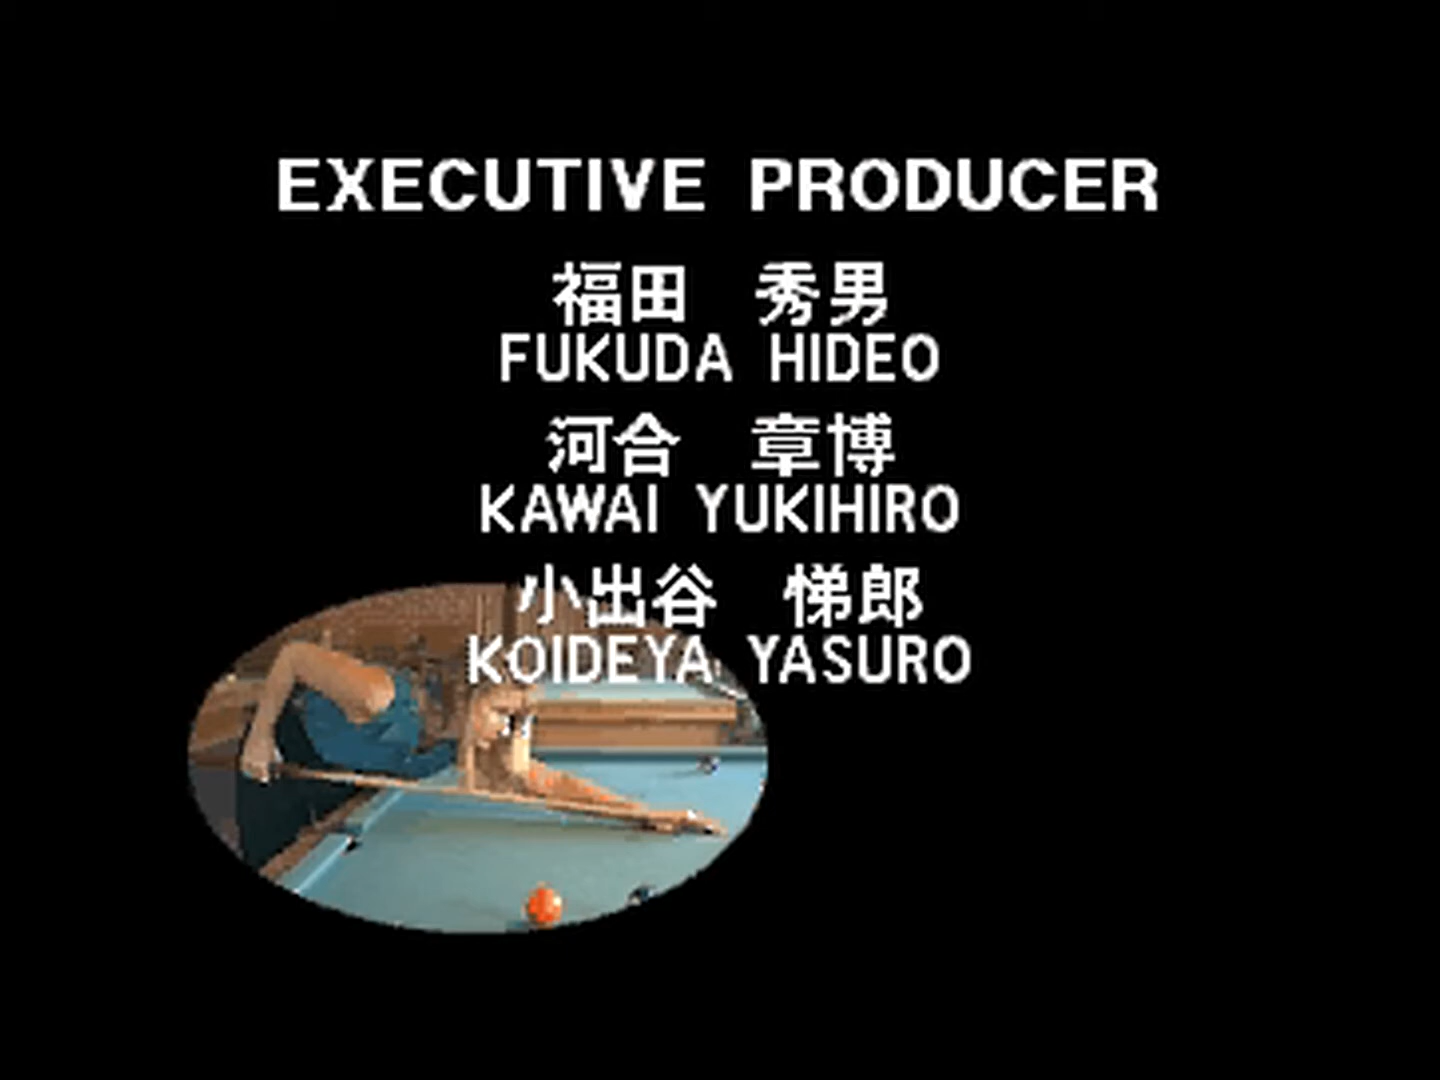 EXECUTIVE PRODUCER
福田　秀男
FUKUDA HIDEO
河合　章博
KAWAI YUKIHIRO
小出谷　悌郎
KOIDEYA YASURO